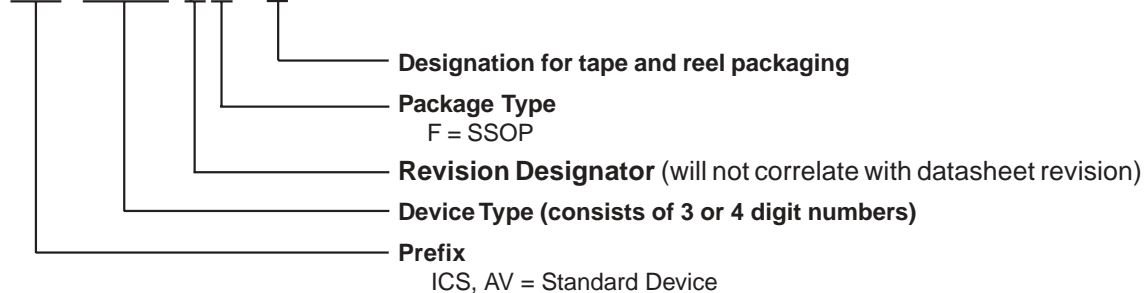 Designation for tape and reel packaging
Package Type
F = SSOP
Revision Designator (will not correlate with datasheet revision)
Device Type (consists of 3 or 4 digit numbers)
Prefix
ICS, AV = Standard Device